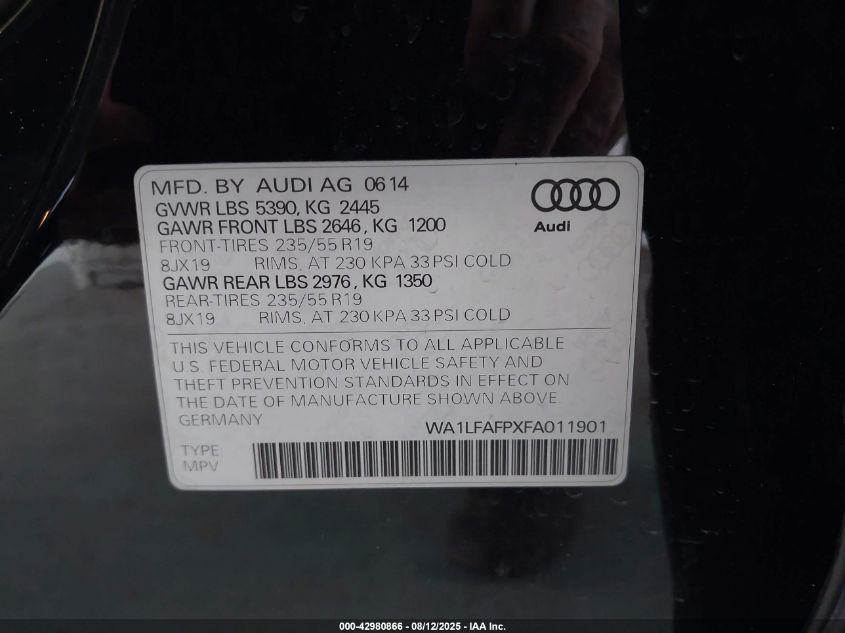 MFD. BY AUDI AG 0614
GVWR LBS 5390, KG 2445
GAWR FRONT LBS 2646, KG 1200
FRONT-TIRES 235/55 R19
8JX19 RIMS, AT 230 KPA 33 PSI COLD
GAWR REAR LBS 2976, KG 1350
REAR-TIRES 235/55 R19
8JX19 RIMS, AT 230 KPA 33 PSI COLD
Audi
THIS VEHICLE CONFORMS TO ALL APPLICABLE
U.S. FEDERAL MOTOR VEHICLE SAFETY AND
THEFT PREVENTION STANDARDS IN EFFECT ON
THE DATE OF MANUFACTURE SHOWN ABOVE.
GERMANY
WA1LFAFPXFA011901
TYPE
MPV
000-42980866 - 08/12/2025 - IAA Inc.